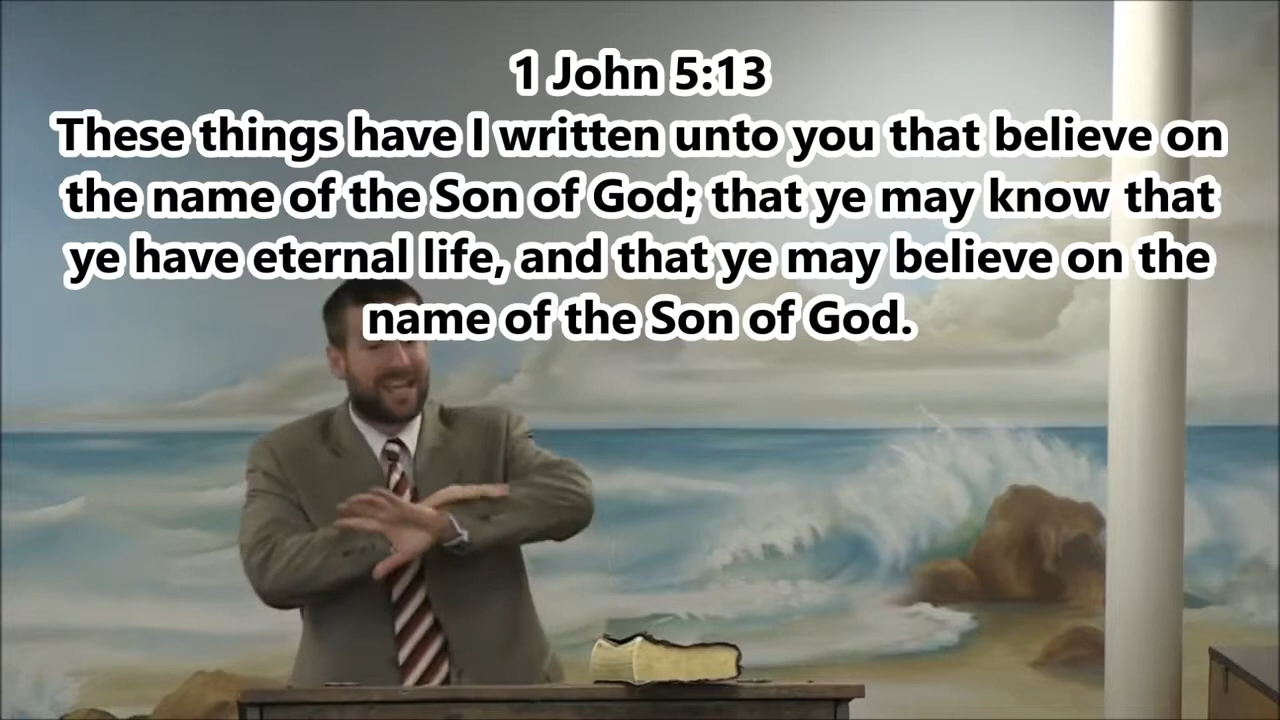 1 John 5:13
These things have I written unto you that believe on
the name of the Son of God; that ye may know that
ye have eternal life, and that ye may believe on the
name of the Son of God.